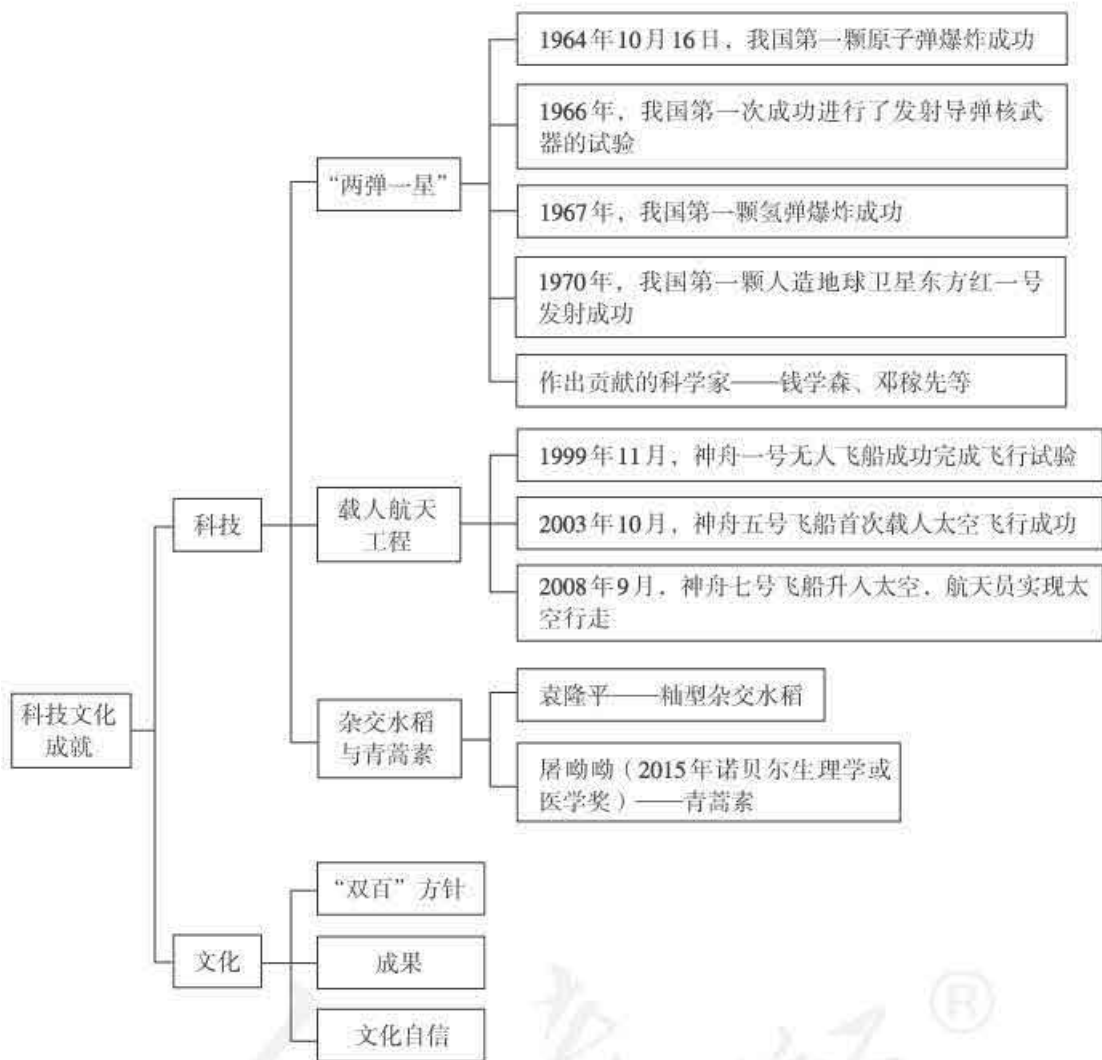 1964年10月16日，我国第一颗原子弹爆炸成功
1966年，我国第一次成功进行了发射导弹核武
器的试验
“两弹一星”
1967年，我国第一颗氢弹爆炸成功
1970年，我国第一颗人造地球卫星东方红一号
发射成功
作出贡献的科学家——钱学森、邓稼先等
1999年11月，神舟一号无人飞船成功完成飞行试验
科技
载人航天
工程
2003年10月，神舟五号飞船首次载人太空飞行成功
2008年9月，神舟七号飞船升入太空，航天员实现太
空行走
科技文化
成就
杂交水稻
与青蒿素
袁隆平——籼型杂交水稻
屠呦呦（2015年诺贝尔生理学或
医学奖）——青蒿素
“双百”方针
文化
成果
文化自信
®